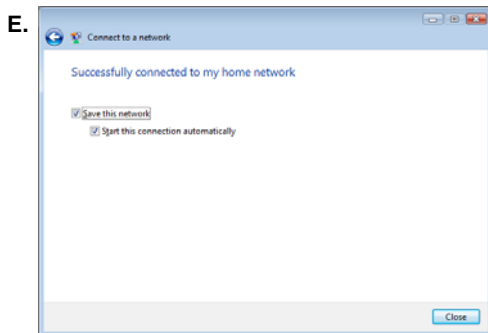 E.
Connect to a network
Successfully connected to my home network
Save this network
Start this connection automatically
Close